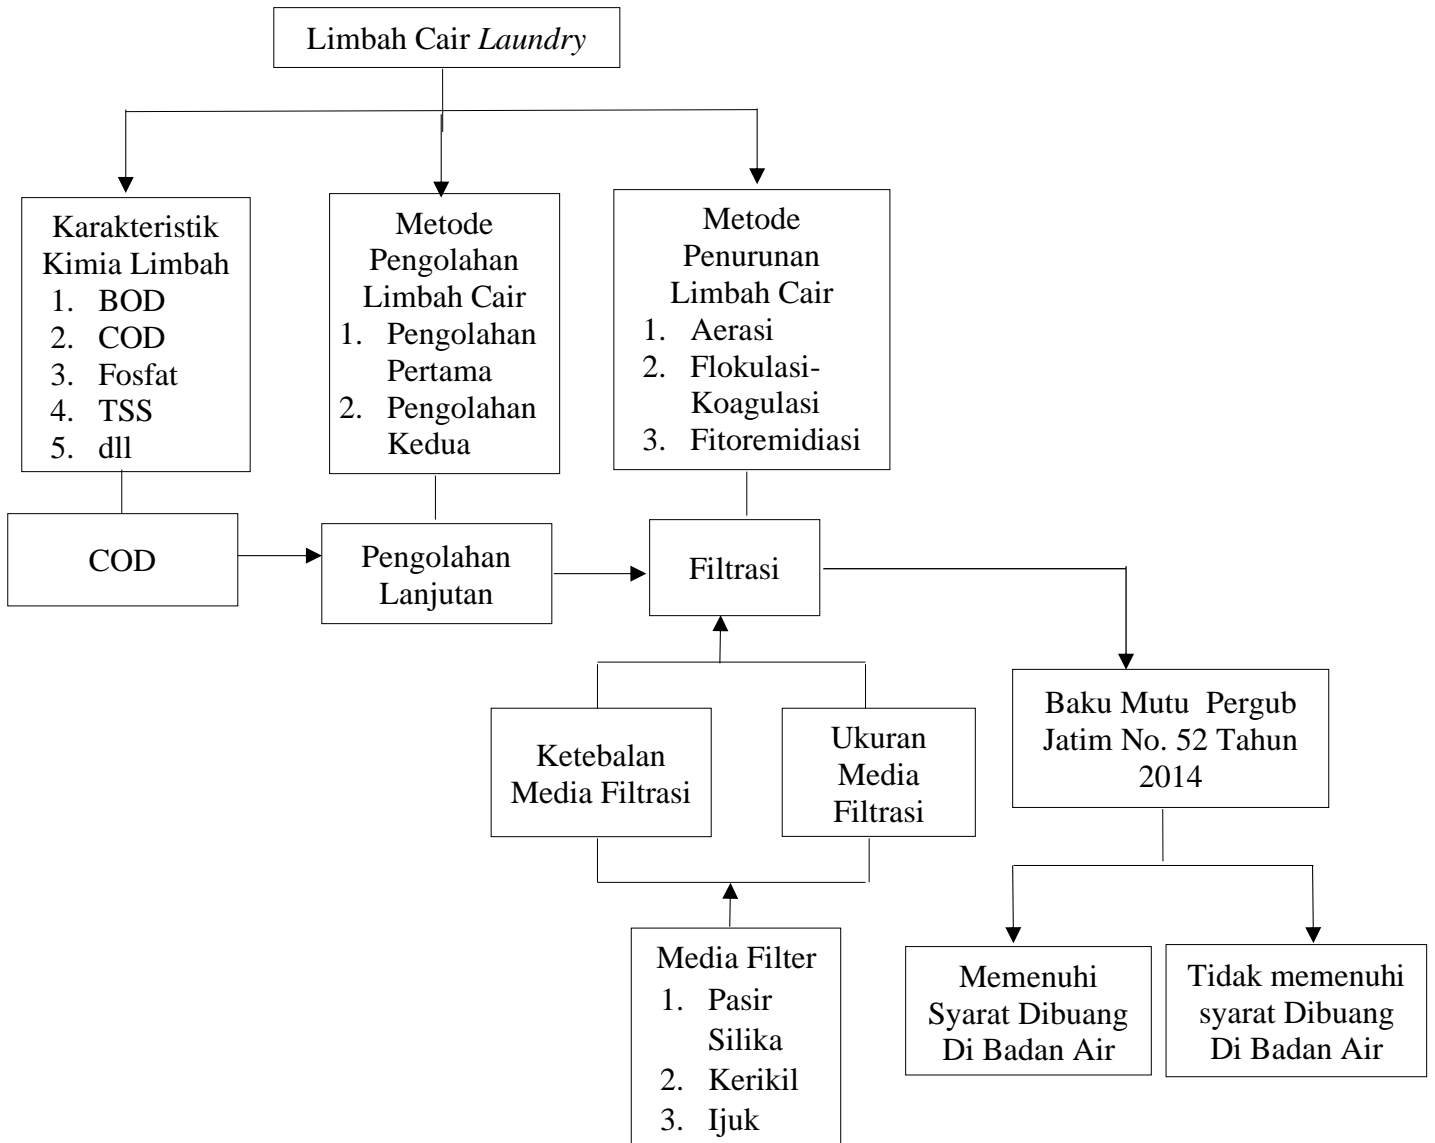 Limbah Cair Laundry
Karakteristik
Kimia Limbah
1. BOD
2. COD
3. Fosfat
4. TSS
5. dll
Metode
Pengolahan
Limbah Cair
1. Pengolahan
Pertama
2. Pengolahan
Kedua
Metode
Penurunan
Limbah Cair
1. Aerasi
2. Flokulasi-
Koagulasi
3. Fitoremidiasi
COD
Pengolahan
Lanjutan
Filtrasi
Ketebalan
Media Filtrasi
Ukuran
Media
Filtrasi
Baku Mutu Pergub
Jatim No. 52 Tahun
2014
Media Filter
1. Pasir
Silika
2. Kerikil
3. Ijuk
Memenuhi
Syarat Dibuang
Di Badan Air
Tidak memenuhi
syarat Dibuang
Di Badan Air